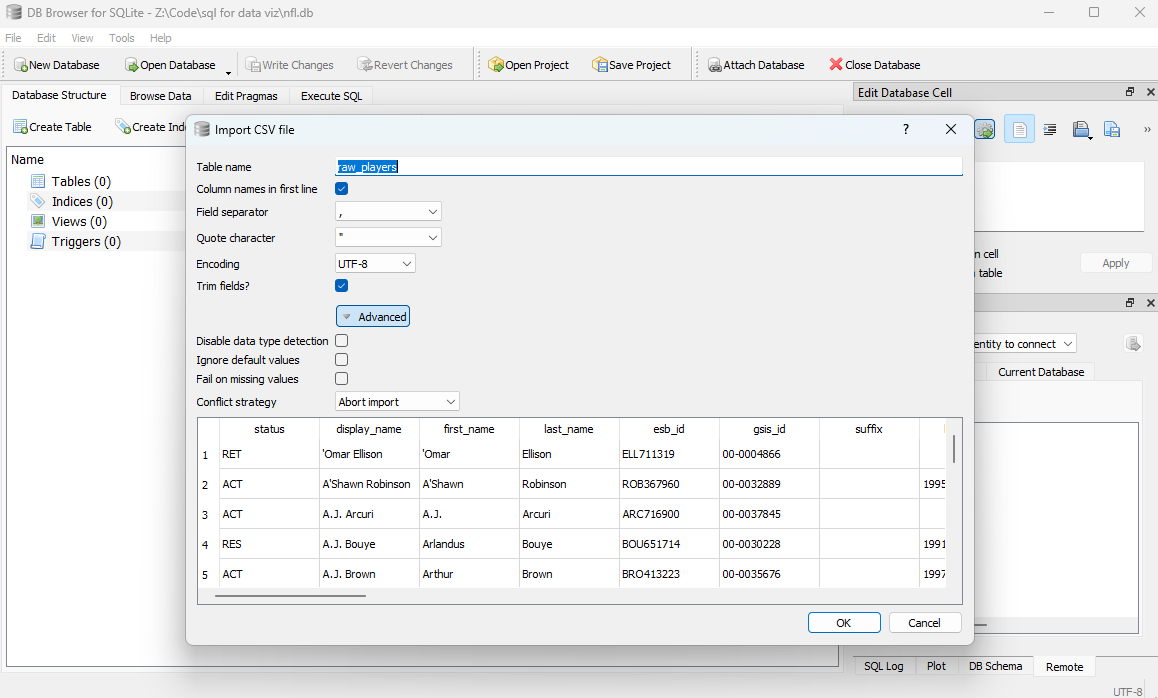 DB Browser for SQLite - Z:\Code\sql for data viz\nfl.db
File Edit View Tools Help
New Database Open Database Write Changes Revert Changes Open Project Save Project Attach Database Close Database
Database Structure Browse Data Edit Pragmas Execute SQL
Edit Database Cell
Create Table Create Ind
Name
Tables (0)
Indices (0)
Views (0)
Triggers (0)
Import CSV file ?
Table name raw_players
Column names in first line
Field separator ,
Quote character "
Encoding UTF-8
Trim fields?
Advanced
Disable data type detection
Ignore default values
Fail on missing values
Conflict strategy Abort import
status display_name first_name last_name esb_id gsis_id suffix
1 RET 'Omar Ellison 'Omar Ellison ELL711319 00-0004866
2 ACT A'Shawn Robinson A'Shawn Robinson ROB367960 00-0032889 1995
3 ACT A.J. Arcuri A.J. Arcuri ARC716900 00-0037845
4 RES A.J. Bouye Arlandus Bouye BOU651714 00-0030228 1991
5 ACT A.J. Brown Arthur Brown BRO413223 00-0035676 1997
OK Cancel
n cell
table
Apply
entity to connect
Current Database
SQL Log Plot DB Schema Remote
UTF-8